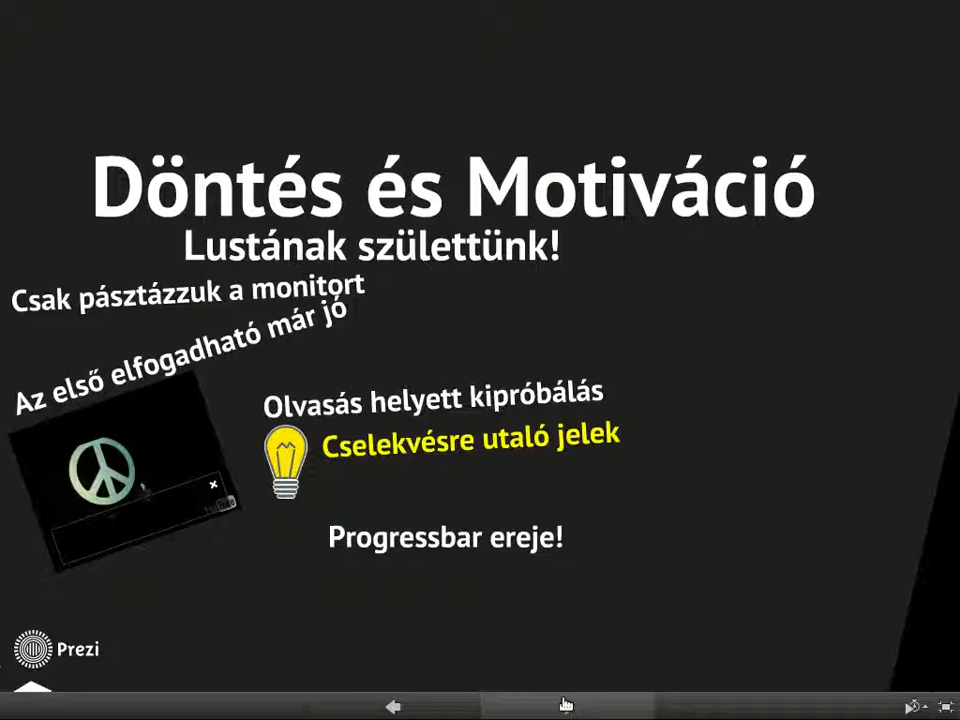 Döntés és Motiváció
Lustának születtünk!
Csak pásztázzuk a monitort
Az első elfogadható már jó
Olvasás helyett kipróbálás
Cselekvésre utaló jelek
Progressbar ereje!
Prezi